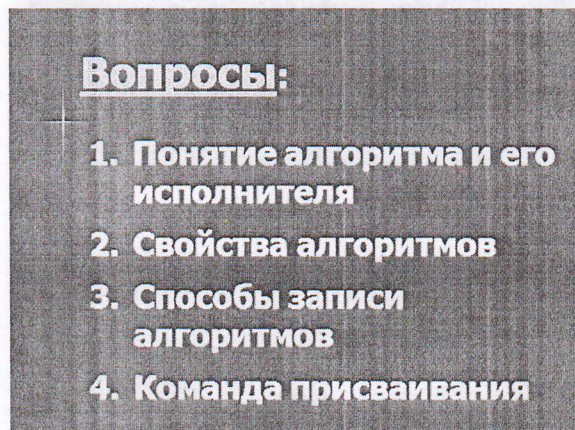 Вопросы:
1. Понятие алгоритма и его
исполнителя
2. Свойства алгоритмов
3. Способы записи
алгоритмов
4. Команда присваивания